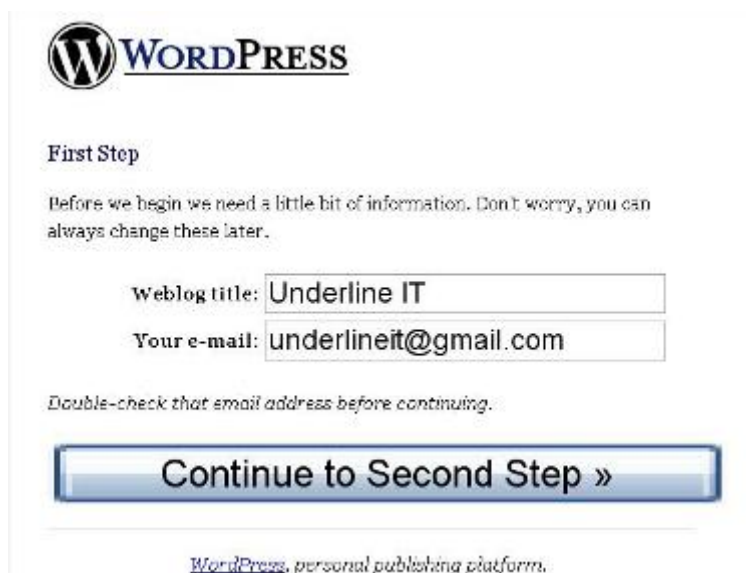 WORDPRESS
First Step
Before we begin we need a little bit of information. Don't worry, you can
always change these later.
Weblog title: Underline IT
Your e-mail: underlineit@gmail.com
Double-check that email address before continuing.
Continue to Second Step »
WordPress, personal publishing platform.